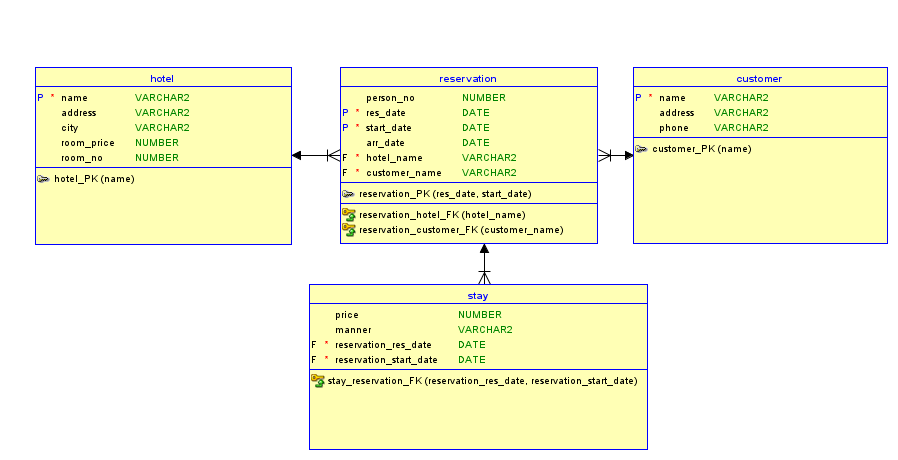 hotel
P * name VARCHAR2
address VARCHAR2
city VARCHAR2
room_price NUMBER
room_no NUMBER
hotel_PK (name)
reservation
person_no NUMBER
P * res_date DATE
P * start_date DATE
arr_date DATE
F * hotel_name VARCHAR2
F * customer_name VARCHAR2
reservation_PK (res_date, start_date)
reservation_hotel_FK (hotel_name)
reservation_customer_FK (customer_name)
customer
P * name VARCHAR2
address VARCHAR2
phone VARCHAR2
customer_PK (name)
stay
price NUMBER
manner VARCHAR2
F * reservation_res_date DATE
F * reservation_start_date DATE
stay_reservation_FK (reservation_res_date, reservation_start_date)